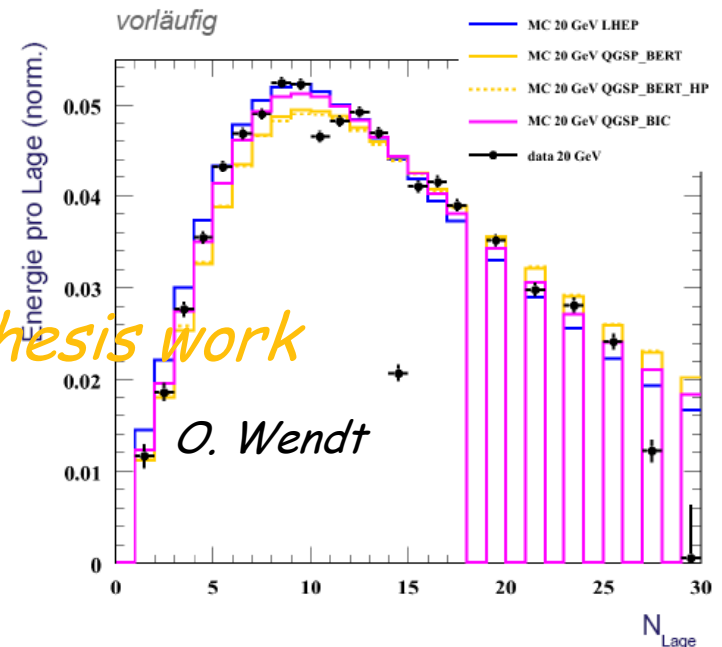 vorläufig
MC 20 GeV LHEP
MC 20 GeV QGSP_BERT
MC 20 GeV QGSP_BERT_HP
MC 20 GeV QGSP_BIC
data 20 GeV
Energie pro Lage (norm.)
0.05
0.04
0.03
0.02
0.01
0
hesis work
O. Wendt
0 5 10 15 20 25 30
N_Lage